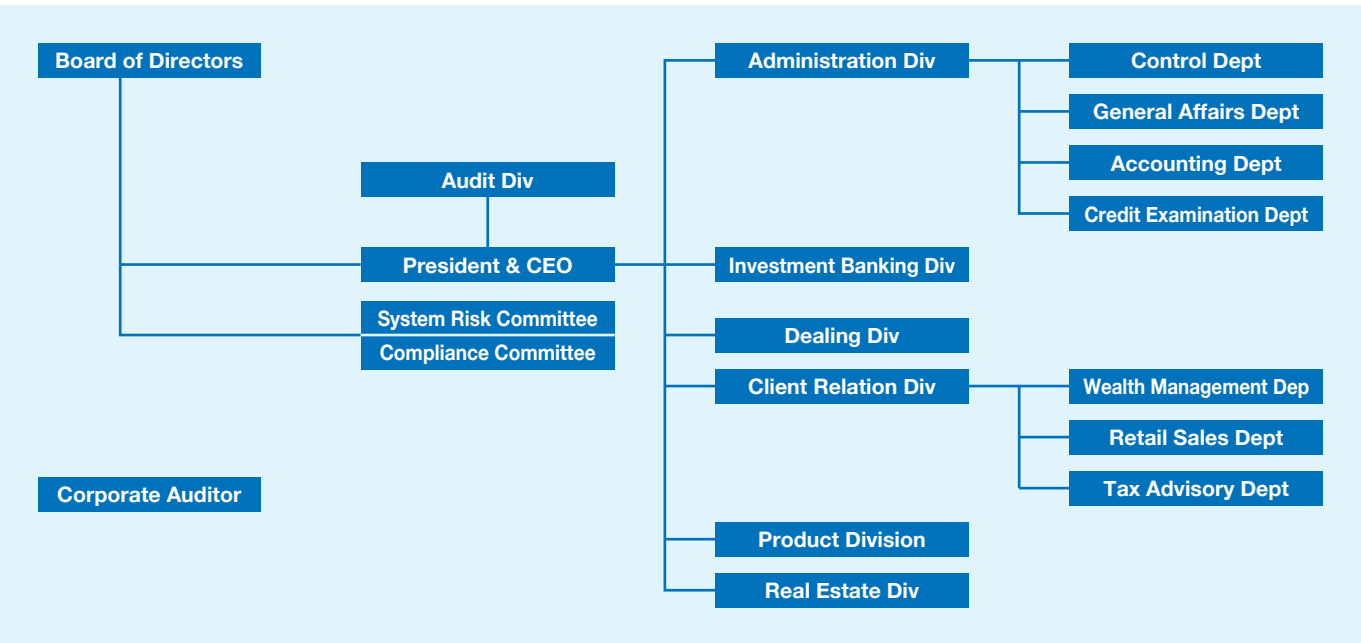 Board of Directors
Audit Div
President & CEO
System Risk Committee
Compliance Committee
Corporate Auditor
Administration Div
Investment Banking Div
Dealing Div
Client Relation Div
Product Division
Real Estate Div
Control Dept
General Affairs Dept
Accounting Dept
Credit Examination Dept
Wealth Management Dep
Retail Sales Dept
Tax Advisory Dept